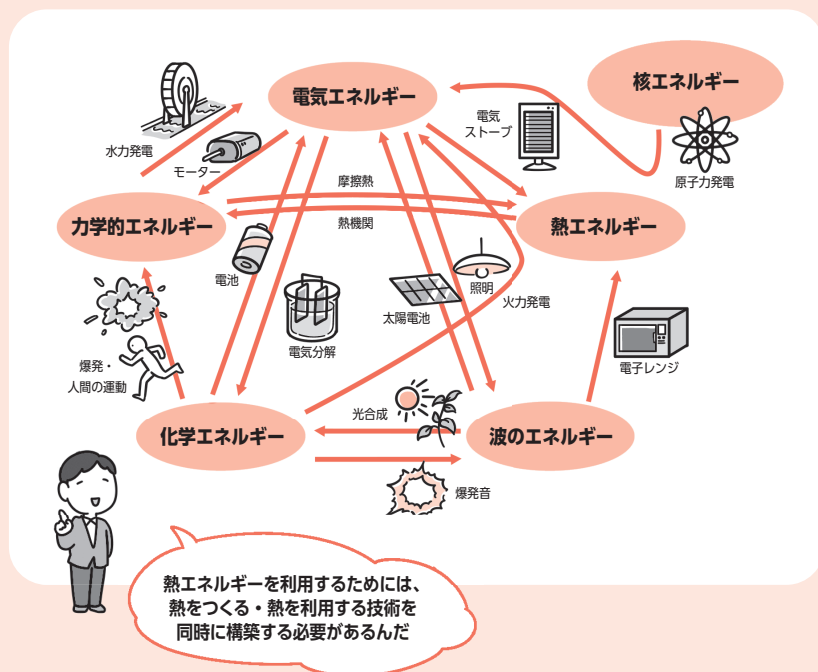 電気エネルギー
核エネルギー
水力発電
モーター
電気
ストーブ
原子力発電
摩擦熱
力学的エネルギー
熱機関
熱エネルギー
電池
電気分解
太陽電池
照明
火力発電
爆発・
人間の運動
電子レンジ
光合成
化学エネルギー
波のエネルギー
爆発音
熱エネルギーを利用するためには、
熱をつくる・熱を利用する技術を
同時に構築する必要があるんだ